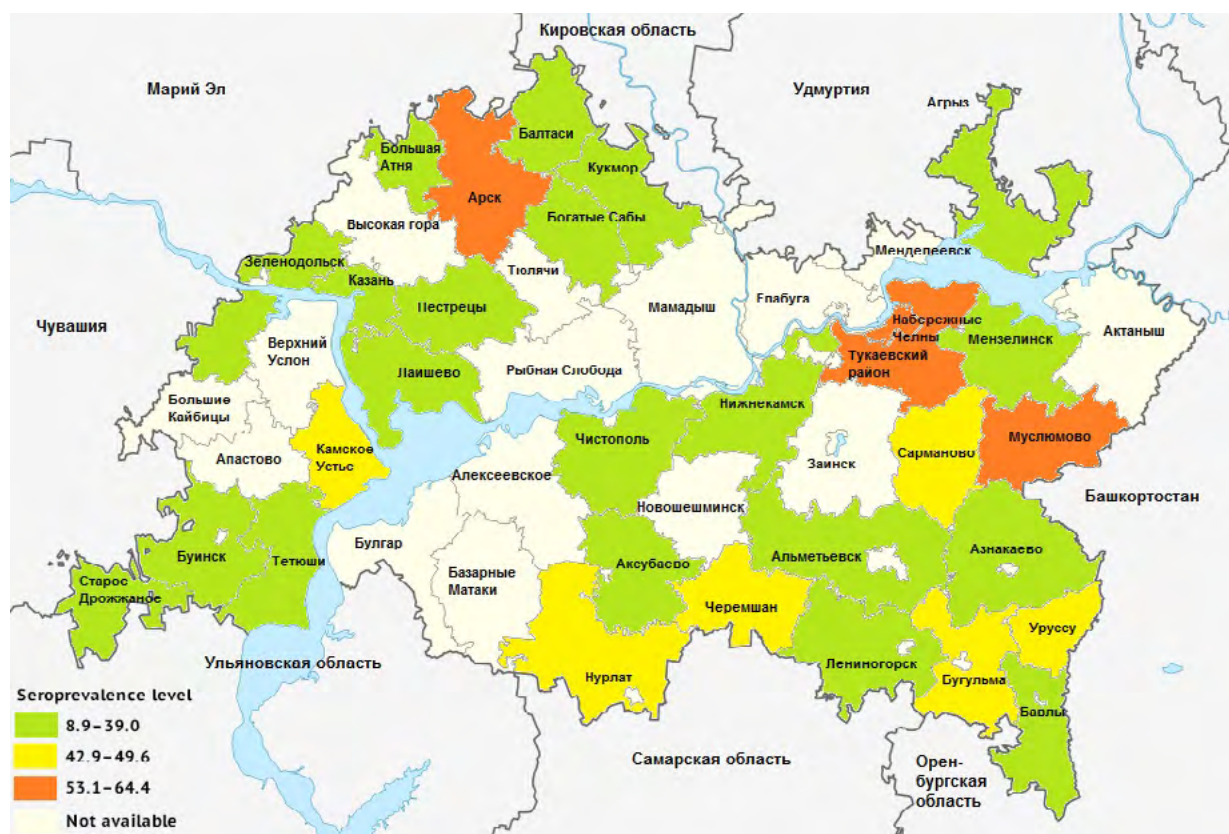 Кировская область
Марий Эл
Удмуртия
Агрыз
Балтаси
Большая
Атня
Кукмор
Арск
Богатые Сабы
Высокая гора
Менделеевск
Зеленодольск
Тюлячи
Казань
Пестрецы
Мамадыш
Елабуга
Чувашия
Набережные
Челны
Актаныш
Верхний
Услон
Мензелинск
Тукаевский
район
Лаишево
Рыбная Слобода
Большие
Кайбицы
Нижнекамск
Чистополь
Муслюмово
Камское
Устье
Сарманово
Апастово
Заинск
Алексеевское
Башкортостан
Новошешминск
Булгар
Буинск
Тетюши
Аксубаево
Альметьевск
Азнакаево
Базарные
Матаки
Старое
Дрожжаное
Черемшан
Уруссу
Ульяновская область
Лениногорск
Нурлат
Бугульма
Бавлы
Seroprevalence level
8.9–39.0
42.9–49.6
53.1–64.4
Not available
Самарская область
Орен-
бургская
область